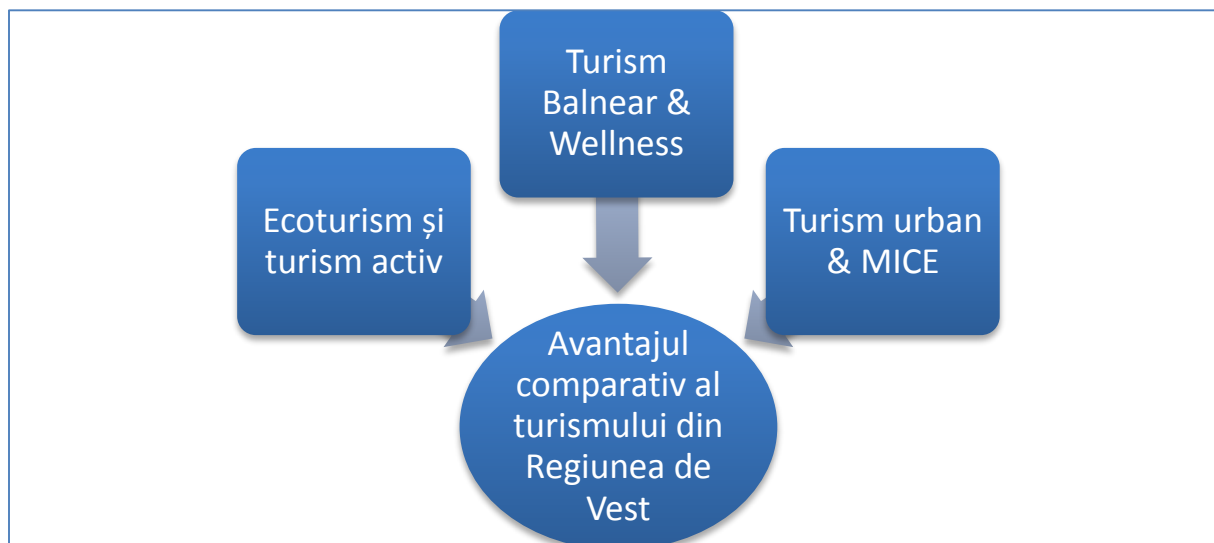 Turism
Balnear &
Wellness
Ecoturism și
turism activ
Turism urban
& MICE
Avantajul
comparativ al
turismului din
Regiunea de
Vest